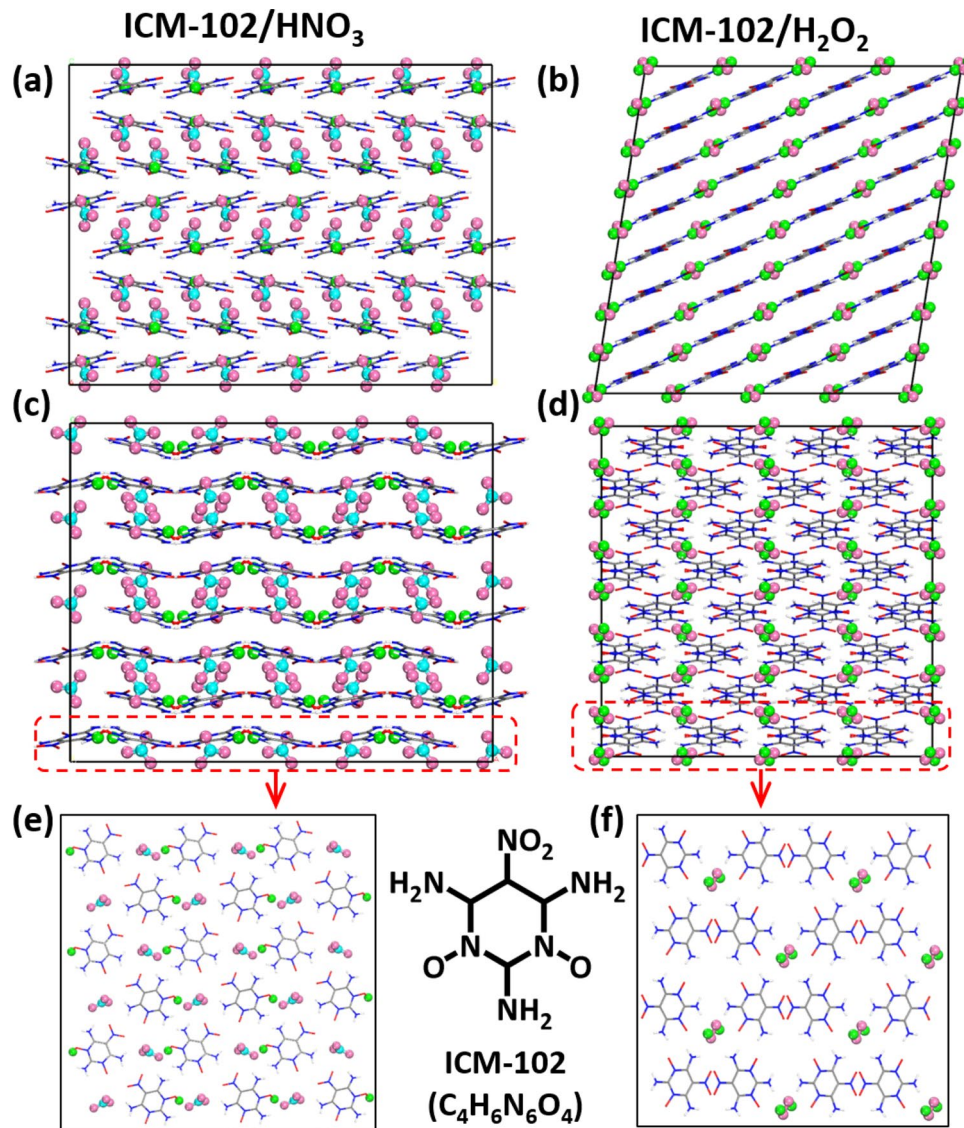 ICM-102/HNO3
ICM-102/H2O2
(a)
(b)
(c)
(d)
(e)
(f)
NO2
H2N
NH2
N
N
O
O
NH2
ICM-102
(C4H6N6O4)